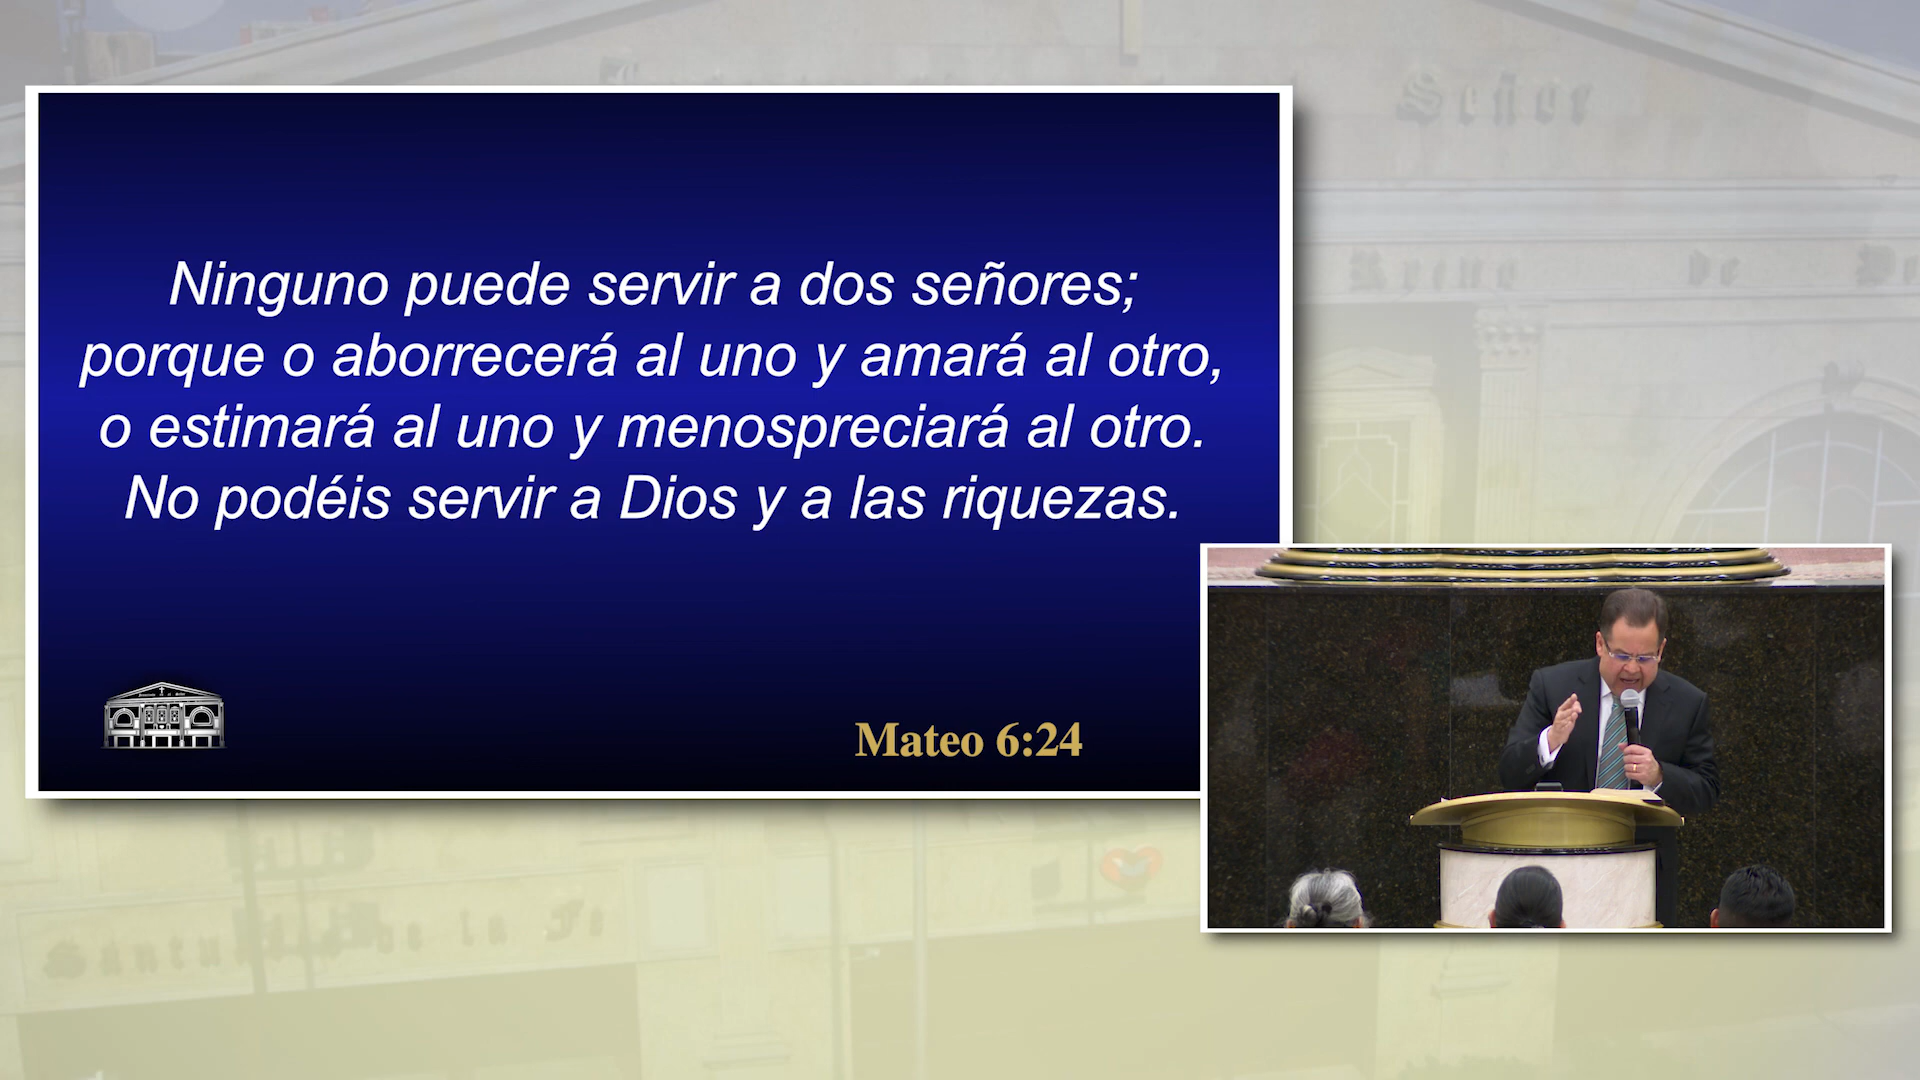 Señor
Ninguno puede servir a dos señores;
porque o aborrecerá al uno y amará al otro,
o estimará al uno y menospreciará al otro.
No podéis servir a Dios y a las riquezas.
Mateo 6:24